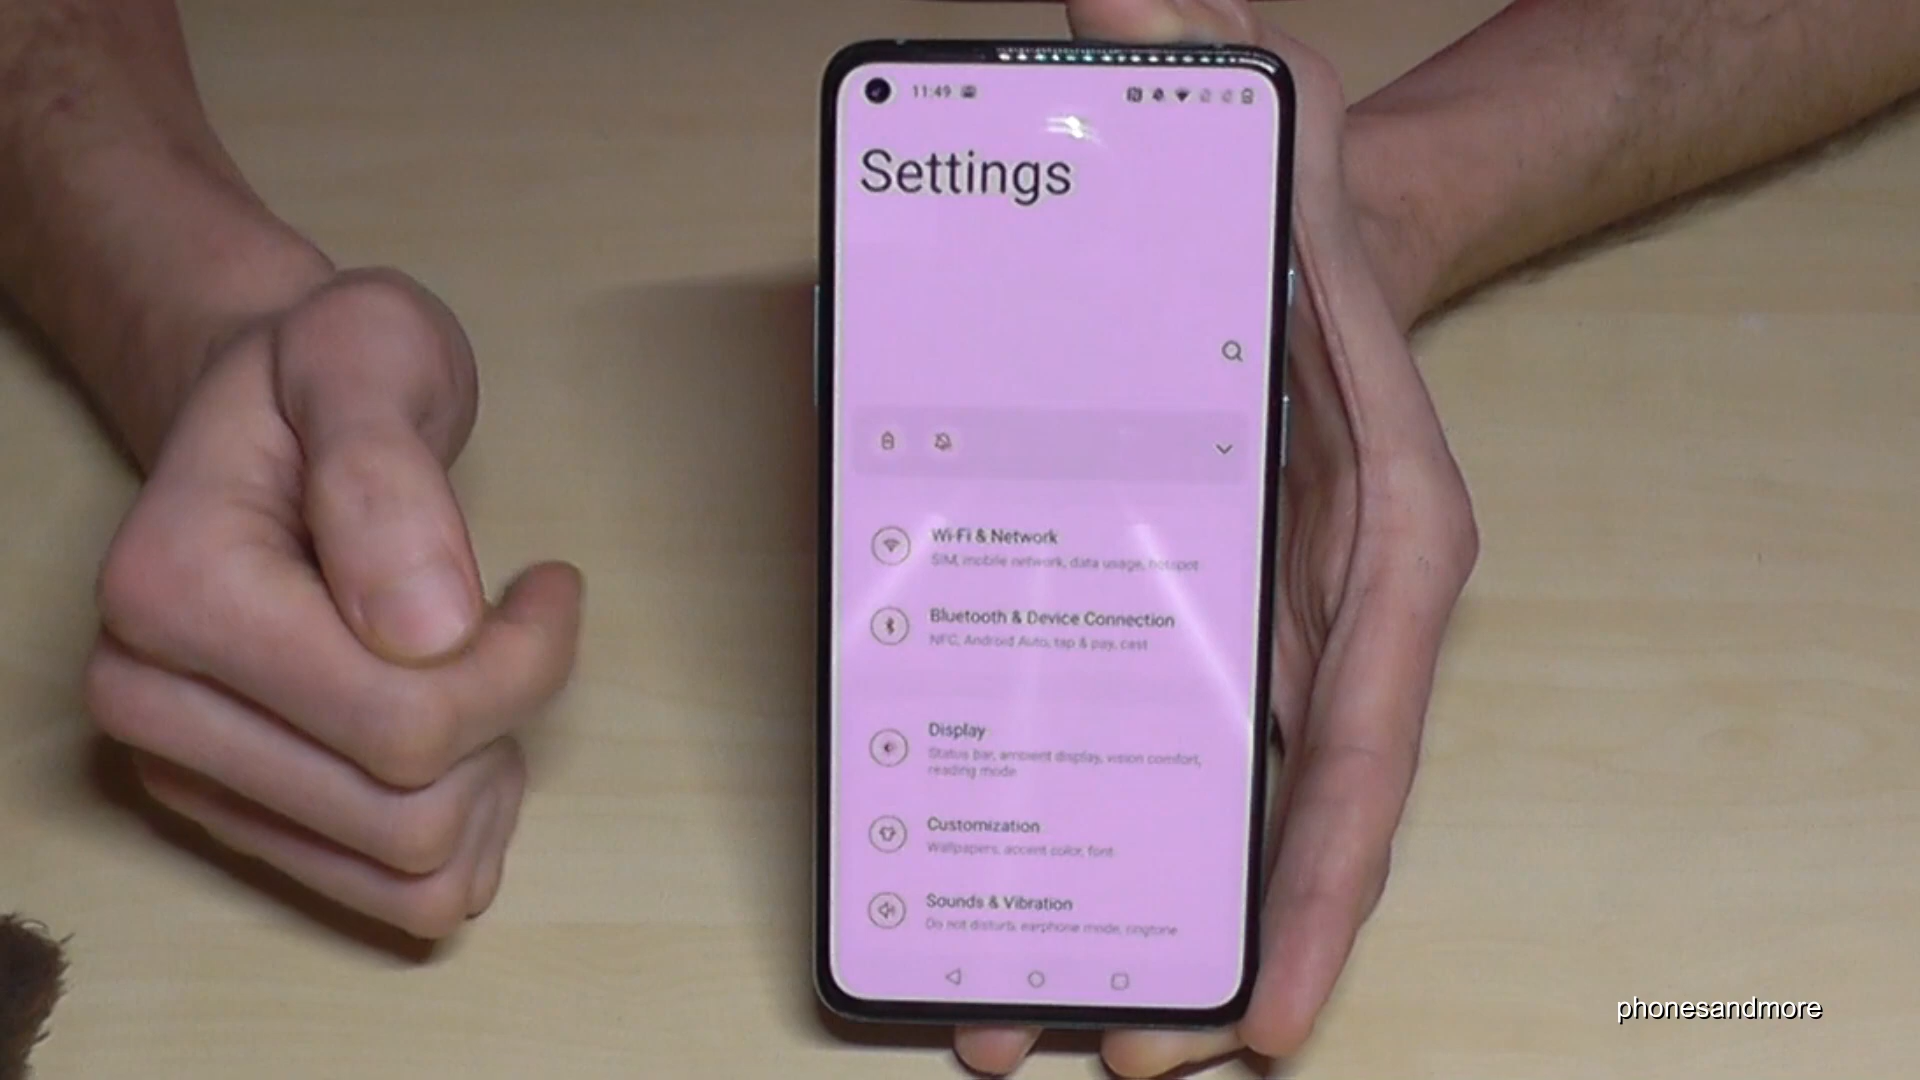 11:49
Settings
Wi-Fi & Network
SIM, mobile network, data usage, hotspot
Bluetooth & Device Connection
NFC, Android Auto, tap & pay, cast
Display
Status bar, ambient display, vision comfort,
reading mode
Customization
Wallpapers, accent color, font
Sounds & Vibration
Do not disturb, earphone mode, ringtone
phonesandmore